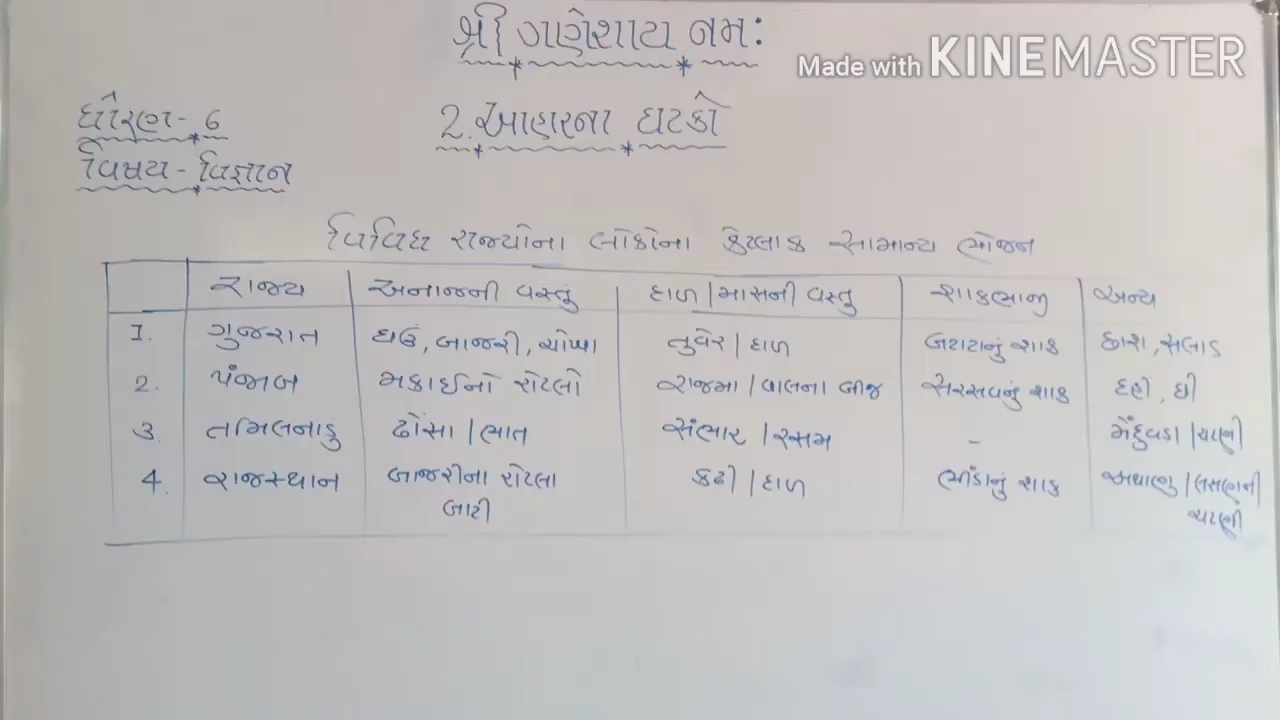 શ્રી ગણેશાય નમઃ
Made with KINEMASTER
ધોરણ - ૬
2. આહારના ઘટકો
વિષય - વિજ્ઞાન
વિવિધ રાજ્યોના લોકોના કેટલાક સામાન્ય ભોજન
રાજ્ય અનાજની વસ્તું દાળ | માસની વસ્તુ શાકભાજી અન્ય
1. ગુજરાત ઘઉં, બાજરી, ચોખા તુવેર | દાળ બટાટાનું શાક છાશ, સલાડ
2. પંજાબ મકાઈનો રોટલો રાજમા | વાલના બીજ સરસવનું શાક દહીં, ઘી
3. તમિલનાડું ઢોંસા | ભાત સંભાર | રસમ - મેંદુવડા | ચટણી
4. રાજસ્થાન બાજરીના રોટલા કઢી | દાળ ભીંડાનું શાક અથાણુ | લસણની
બાટી ચટણી